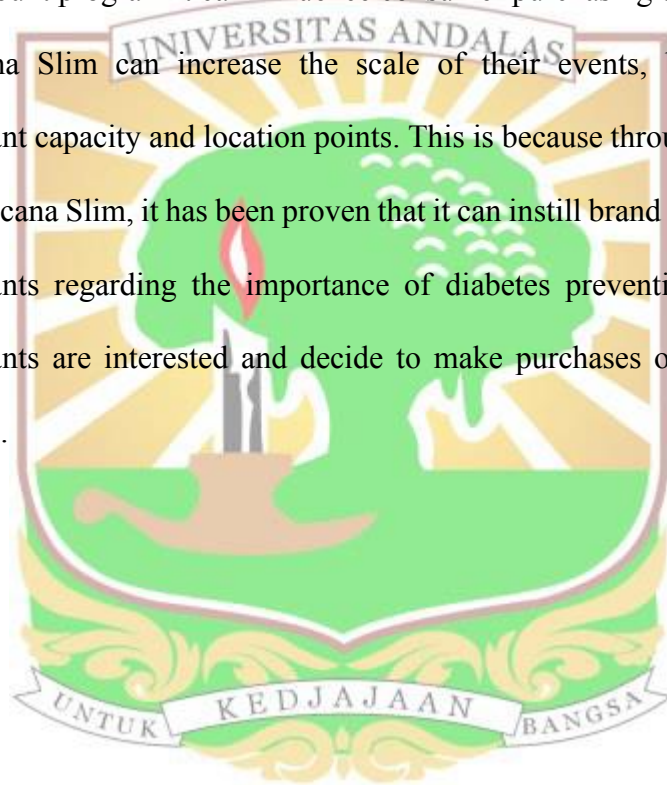 UNIVERSITAS ANDALAS
na Slim can increase the scale of their events,
nt capacity and location points. This is because throu
cana Slim, it has been proven that it can instill brand
nts regarding the importance of diabetes preventi
nts are interested and decide to make purchases o
.
UNTUK KEDJAJAAN BANGSA